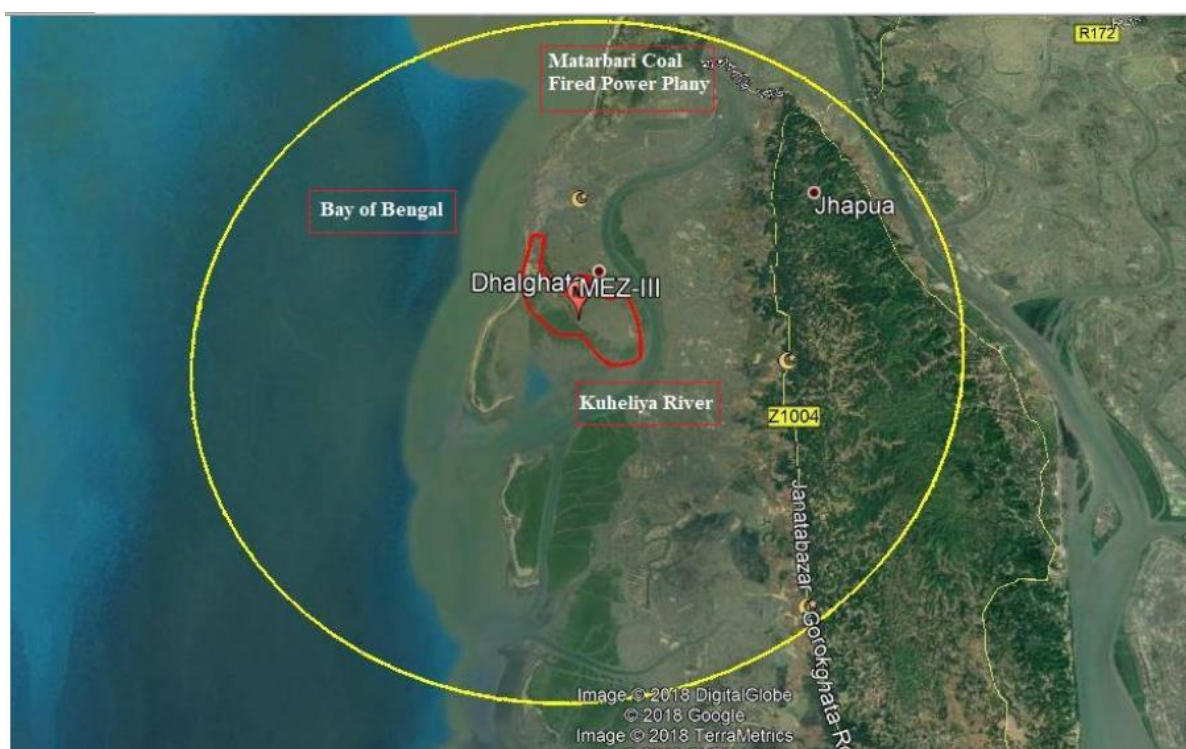 R172
Matarbari Coal
Fired Power Plany
Jhapua
Bay of Bengal
Dhalghata
MEZ-III
Kuheliya River
Z1004
Janatabazar - Gorokghata-Ro
Image © 2018 DigitalGlobe
© 2018 Google
Image © 2018 TerraMetrics